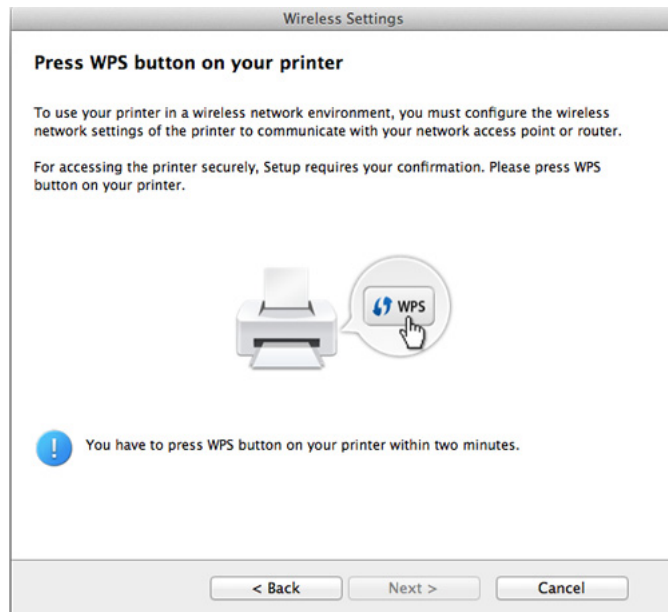 Wireless Settings
Press WPS button on your printer
To use your printer in a wireless network environment, you must configure the wireless
network settings of the printer to communicate with your network access point or router.
For accessing the printer securely, Setup requires your confirmation. Please press WPS
button on your printer.
WPS
! You have to press WPS button on your printer within two minutes.
< Back Next > Cancel